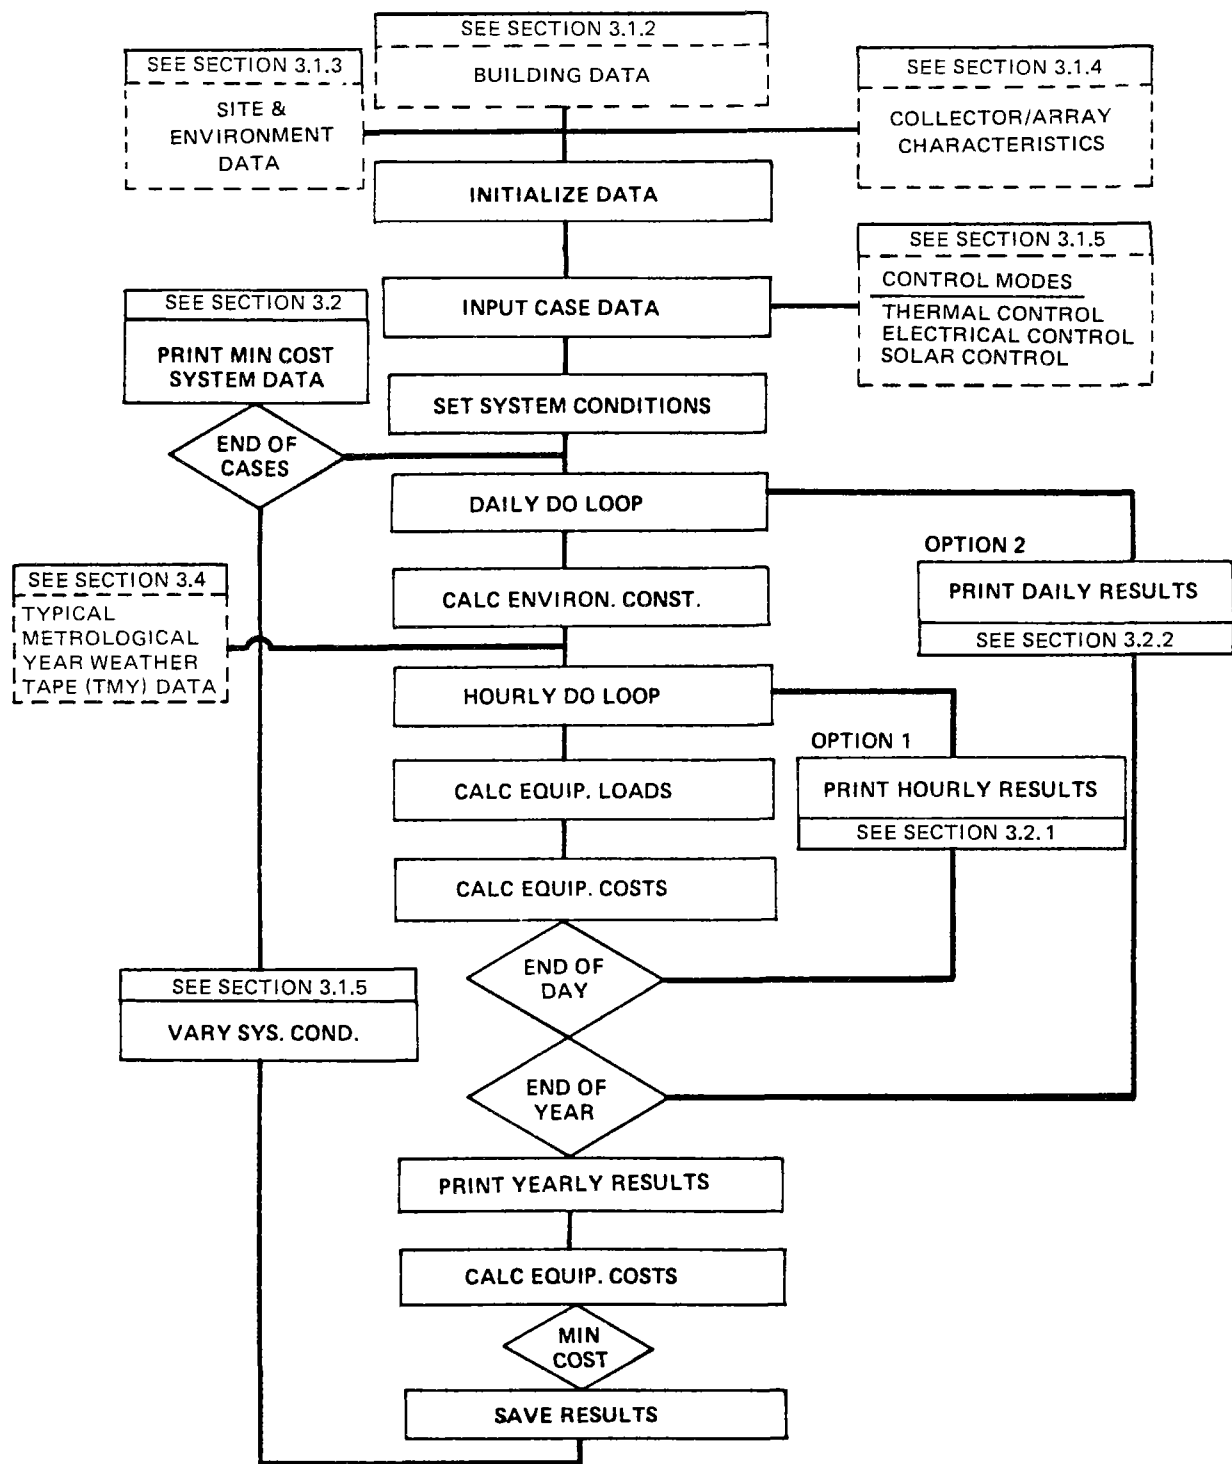 SEE SECTION 3.1.2
BUILDING DATA
SEE SECTION 3.1.3
SITE &
ENVIRONMENT
DATA
SEE SECTION 3.1.4
COLLECTOR/ARRAY
CHARACTERISTICS
INITIALIZE DATA
SEE SECTION 3.1.5
CONTROL MODES
THERMAL CONTROL
ELECTRICAL CONTROL
SOLAR CONTROL
INPUT CASE DATA
SEE SECTION 3.2
PRINT MIN COST
SYSTEM DATA
SET SYSTEM CONDITIONS
END OF
CASES
DAILY DO LOOP
OPTION 2
PRINT DAILY RESULTS
SEE SECTION 3.2.2
CALC ENVIRON. CONST.
SEE SECTION 3.4
TYPICAL
METROLOGICAL
YEAR WEATHER
TAPE (TMY) DATA
HOURLY DO LOOP
OPTION 1
PRINT HOURLY RESULTS
SEE SECTION 3.2.1
CALC EQUIP. LOADS
CALC EQUIP. COSTS
END OF
DAY
SEE SECTION 3.1.5
VARY SYS. COND.
END OF
YEAR
PRINT YEARLY RESULTS
CALC EQUIP. COSTS
MIN
COST
SAVE RESULTS